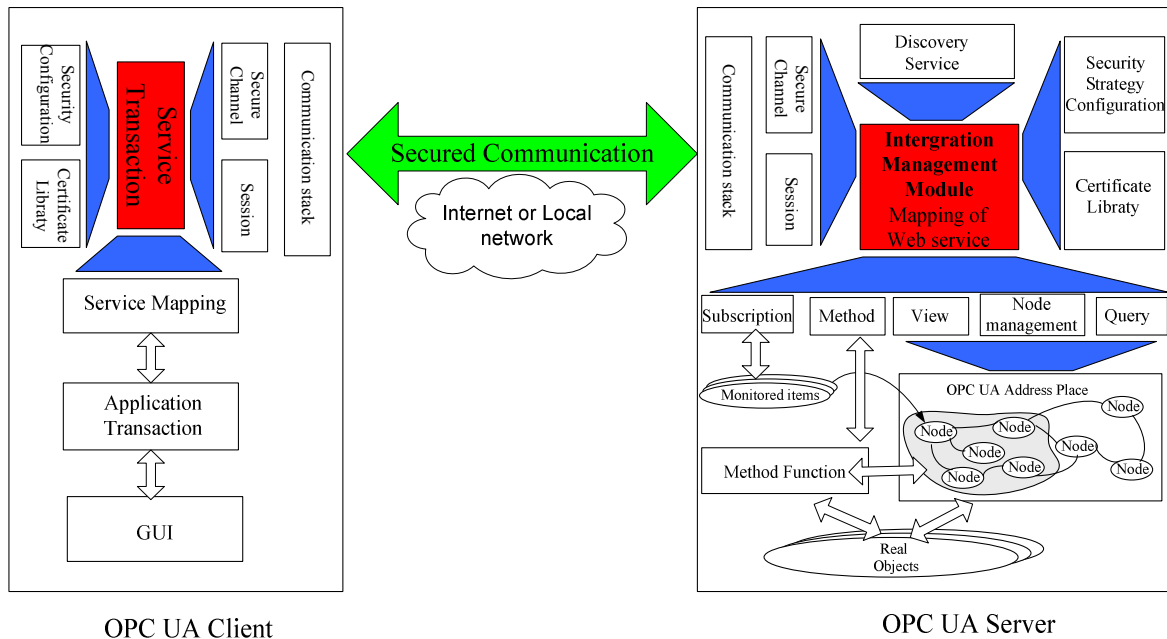 Security
Configuration
Certificate
Library
Service
Transaction
Secure
Channel
Session
Communication stack
Service Mapping
Application
Transaction
GUI
OPC UA Client
Secured Communication
Internet or Local
network
Communication stack
Secure
Channel
Session
Discovery
Service
Intergration
Management
Module
Mapping of
Web service
Security
Strategy
Configuration
Certificate
Library
Subscription
Method
View
Node
management
Query
Monitored items
OPC UA Address Place
Node
Node
Node
Node
Node
Node
Node
Node
Method Function
Real
Objects
OPC UA Server